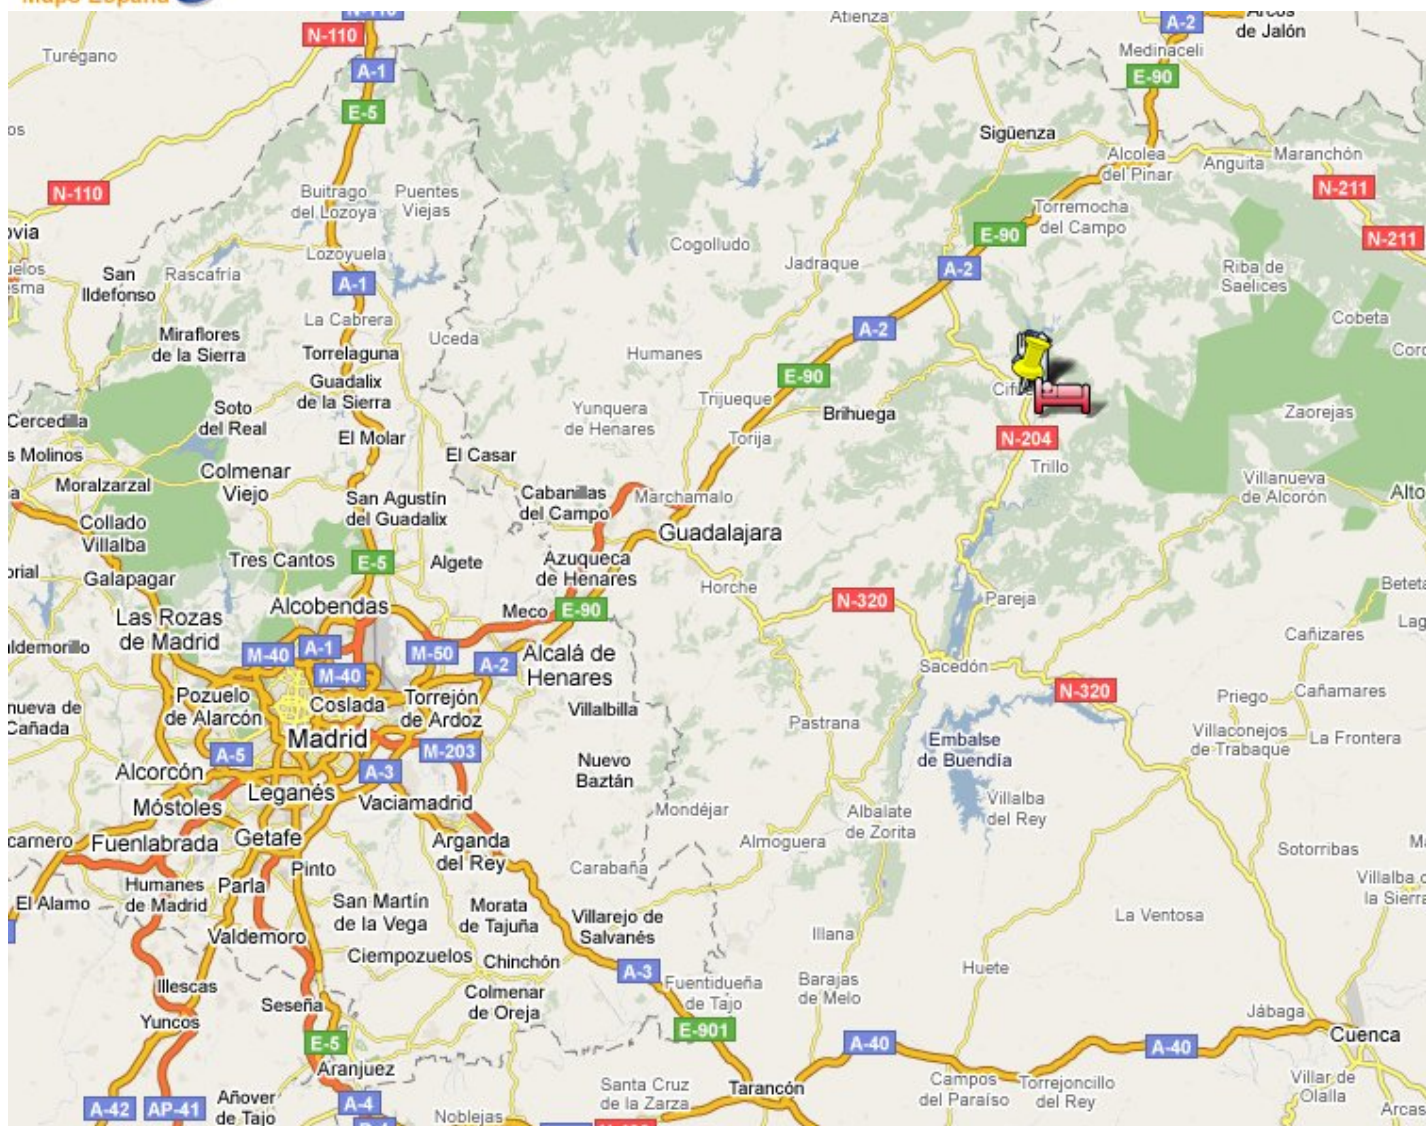 Maps España
N-110
Atienza
A-2
de Jalón
N-110
Turégano
A-1
Medinaceli
E-90
E-5
Sigüenza
Alcolea
del Pinar
Anguita
Maranchón
N-110
Buitrago
del Lozoya
Puentes
Viejas
N-211
Torremocha
del Campo
E-90
N-211
Cogolludo
Lozoyuela
Jadraque
A-2
Riba de
Saelices
San
Ildefonso
Rascafría
A-1
La Cabrera
Uceda
Cobeta
Miraflores
de la Sierra
Torrelaguna
Humanes
A-2
E-90
Guadalix
de la Sierra
Trijueque
Brihuega
Cercedilla
Soto
del Real
Yunquera
de Henares
Zaorejas
El Molar
Torija
N-204
s Molinos
El Casar
Trillo
Moralzarzal
Colmenar
Viejo
San Agustín
del Guadalix
Cabanillas
del Campo
Marchamalo
Villanueva
de Alcorón
Alto
Collado
Villalba
Guadalajara
Tres Cantos
E-5
Algete
Azuqueca
de Henares
Galapagar
Horche
Alcobendas
Meco
E-90
N-320
Pareja
Las Rozas
de Madrid
Cañizares
M-40
A-1
M-50
A-2
Alcalá de
Henares
Sacedón
M-40
N-320
Pozuelo
de Alarcón
Coslada
Torrejón
de Ardoz
Villalbilla
Priego
Cañamares
nueva de
Cañada
Pastrana
Madrid
A-5
M-203
Embalse
de Buendía
Villaconejos
de Trabaque
La Frontera
Alcorcón
A-3
Nuevo
Baztán
Móstoles
Leganés
Vaciamadrid
Mondéjar
Albalate
de Zorita
Villalba
del Rey
Fuenlabrada
Getafe
Arganda
del Rey
Almoguera
Sotorribas
Pinto
Carabaña
Humanes
de Madrid
Parla
Villalba
la Sierra
El Alamo
San Martín
de la Vega
Morata
de Tajuña
Villarejo de
Salvanés
La Ventosa
Valdemoro
Illana
Ciempozuelos
Chinchón
A-3
Huete
Illescas
Seseña
Colmenar
de Oreja
Fuentidueña
de Tajo
Barajas
de Melo
Yuncos
Jábaga
E-5
E-901
A-40
A-40
Cuenca
Aranjuez
Santa Cruz
de la Zarza
Tarancón
Campos
del Paraíso
Torrejoncillo
del Rey
Villar de
Olalla
A-42
AP-41
Añover
de Tajo
A-4
Noblejas
Arcas